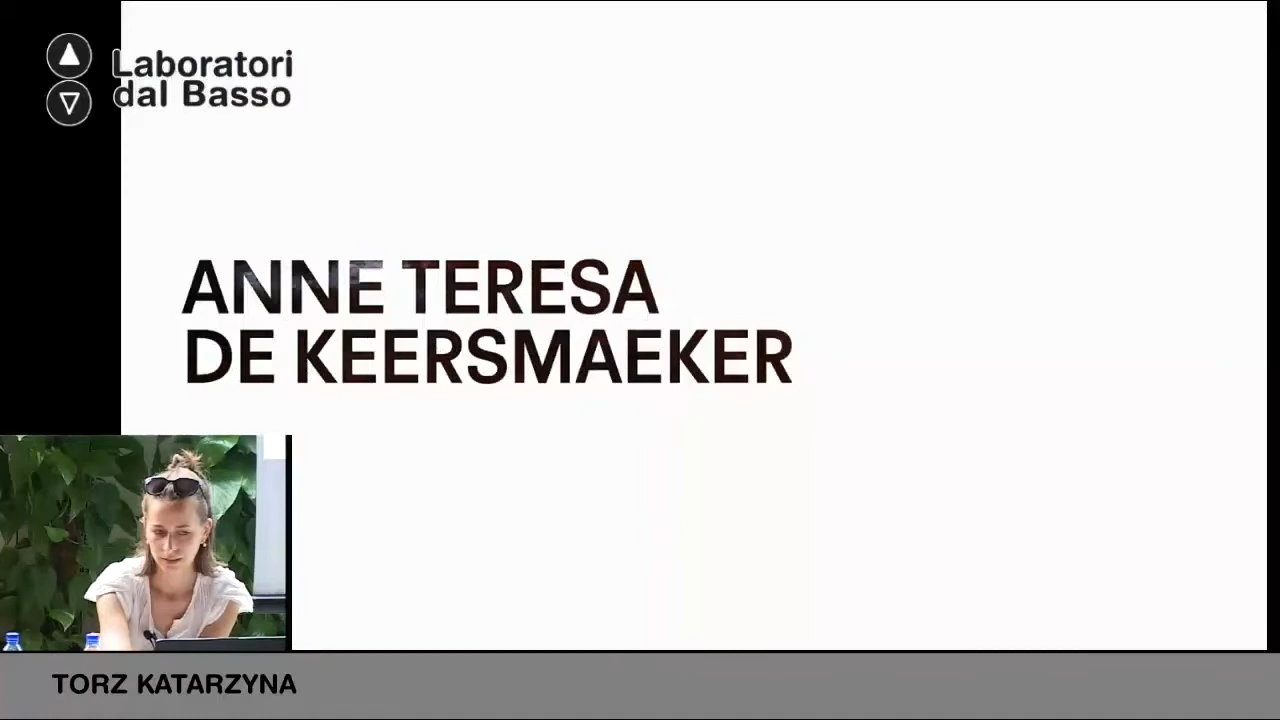 Laboratori
dal Basso
ANNE TERESA
DE KEERSMAEKER
TORZ KATARZYNA